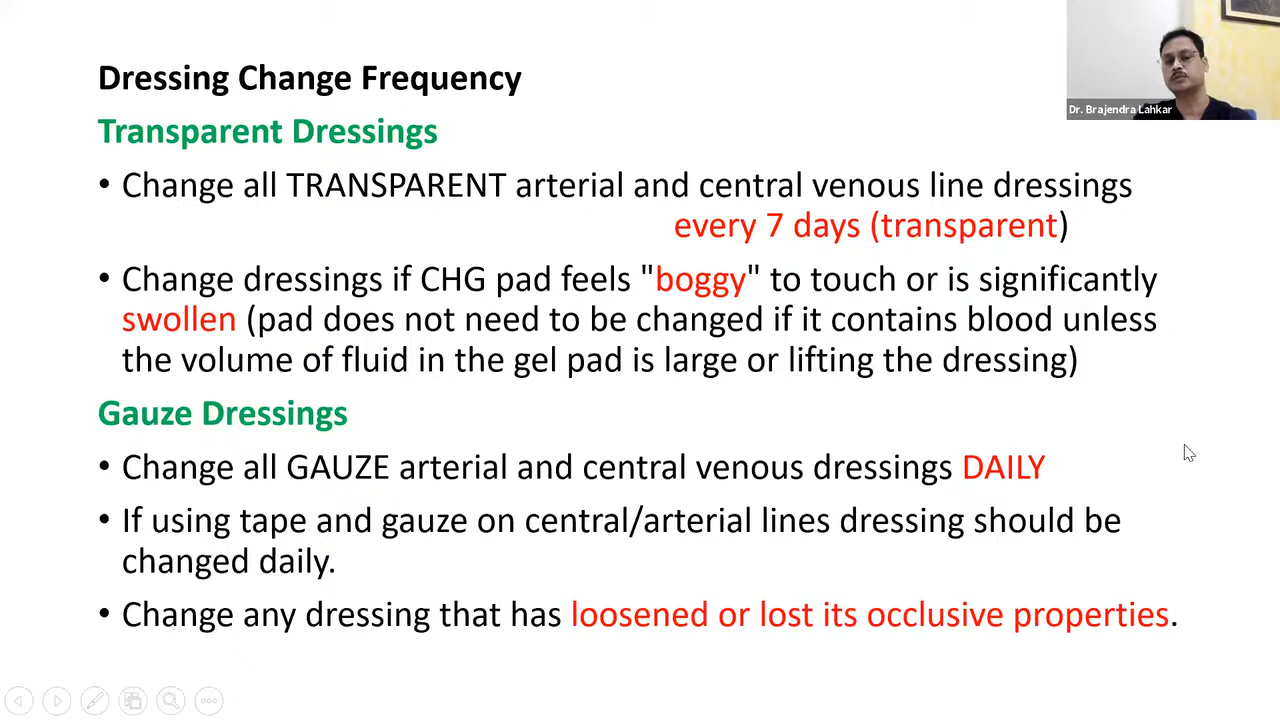 Dressing Change Frequency
Transparent Dressings
• Change all TRANSPARENT arterial and central venous line dressings
every 7 days (transparent)
• Change dressings if CHG pad feels "boggy" to touch or is significantly
swollen (pad does not need to be changed if it contains blood unless
the volume of fluid in the gel pad is large or lifting the dressing)
Gauze Dressings
• Change all GAUZE arterial and central venous dressings DAILY
• If using tape and gauze on central/arterial lines dressing should be
changed daily.
• Change any dressing that has loosened or lost its occlusive properties.
Dr. Brajendra Lahkar